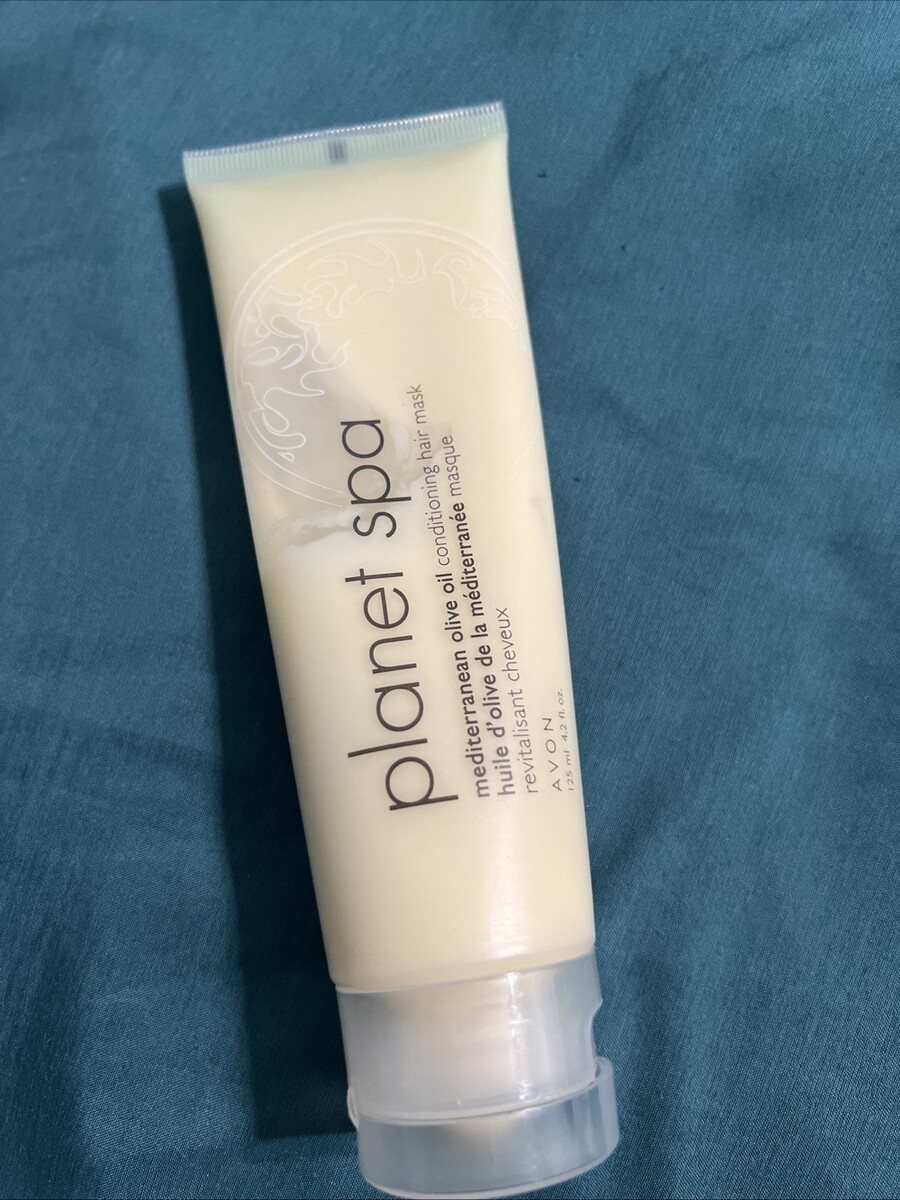 planet spa
mediterranean olive oil conditioning hair mask
huile d'olive de la méditerranée masque
revitalisant cheveux
AVON
125 ml 4.2 fl. oz.